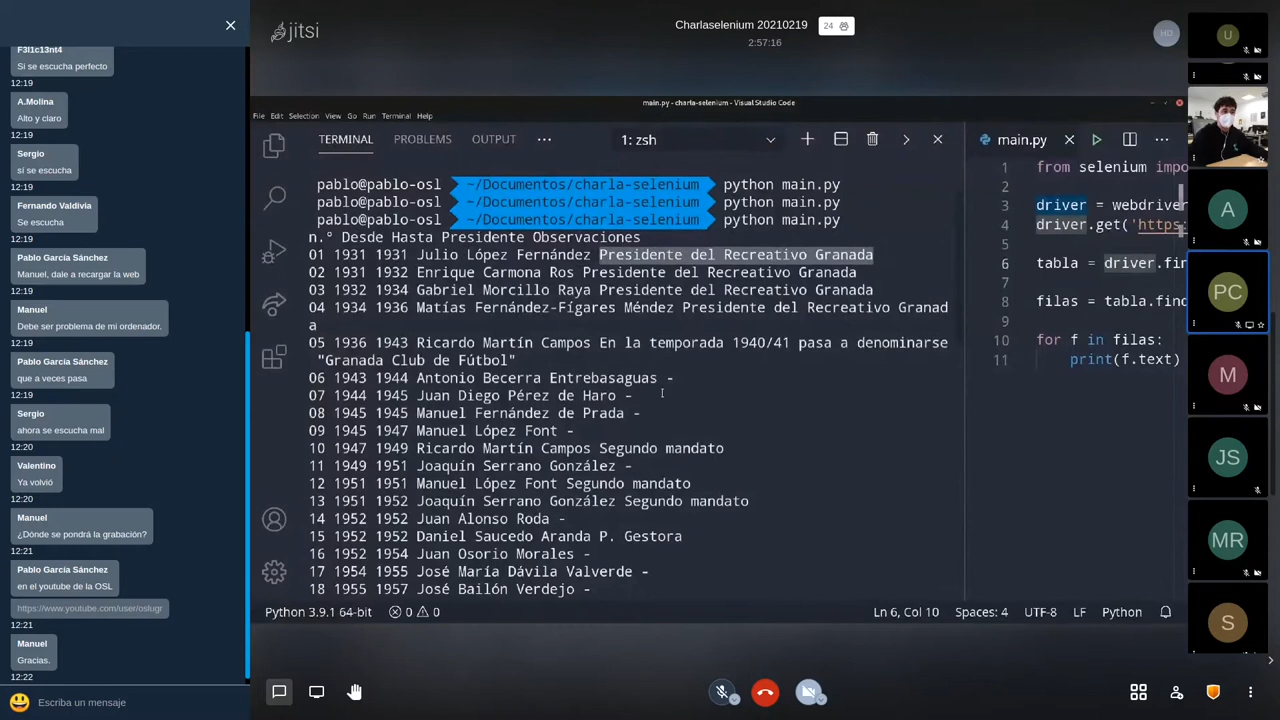 F3l1c13nt4
Si se escucha perfecto
12:19
A.Molina
Alto y claro
12:19
Sergio
sí se escucha
12:19
Fernando Valdivia
Se escucha
12:19
Pablo García Sánchez
Manuel, dale a recargar la web
12:19
Manuel
Debe ser problema de mi ordenador.
12:19
Pablo García Sánchez
que a veces pasa
12:19
Sergio
ahora se escucha mal
12:20
Valentino
Ya volvió
12:20
Manuel
¿Dónde se pondrá la grabación?
12:21
Pablo García Sánchez
en el youtube de la OSL
https://www.youtube.com/user/oslugr
12:21
Manuel
Gracias.
12:22
Escriba un mensaje
jitsi
Charlaselenium 20210219
24
2:57:16
HD
main.py - charla-selenium - Visual Studio Code
File Edit Selection View Go Run Terminal Help
TERMINAL PROBLEMS OUTPUT
1: zsh
pablo@pablo-osl ~/Documentos/charla-selenium python main.py
pablo@pablo-osl ~/Documentos/charla-selenium python main.py
pablo@pablo-osl ~/Documentos/charla-selenium python main.py
n.° Desde Hasta Presidente Observaciones
01 1931 1931 Julio López Fernández Presidente del Recreativo Granada
02 1931 1932 Enrique Carmona Ros Presidente del Recreativo Granada
03 1932 1934 Gabriel Morcillo Raya Presidente del Recreativo Granada
04 1934 1936 Matías Fernández-Fígares Méndez Presidente del Recreativo Granad
a
05 1936 1943 Ricardo Martín Campos En la temporada 1940/41 pasa a denominarse
"Granada Club de Fútbol"
06 1943 1944 Antonio Becerra Entrebasaguas -
07 1944 1945 Juan Diego Pérez de Haro -
08 1945 1945 Manuel Fernández de Prada -
09 1945 1947 Manuel López Font -
10 1947 1949 Ricardo Martín Campos Segundo mandato
11 1949 1951 Joaquín Serrano González -
12 1951 1951 Manuel López Font Segundo mandato
13 1951 1952 Joaquín Serrano González Segundo mandato
14 1952 1952 Juan Alonso Roda -
15 1952 1952 Daniel Saucedo Aranda P. Gestora
16 1952 1954 Juan Osorio Morales -
17 1954 1955 José María Dávila Valverde -
18 1955 1957 José Bailón Verdejo -
main.py
1 from selenium impo
2
3 driver = webdriver
4 driver.get('https:
5
6 tabla = driver.fin
7
8 filas = tabla.find
9
10 for f in filas:
11 print(f.text)
Python 3.9.1 64-bit 0 0
Ln 6, Col 10 Spaces: 4 UTF-8 LF Python
U
A
PC
M
JS
MR
S